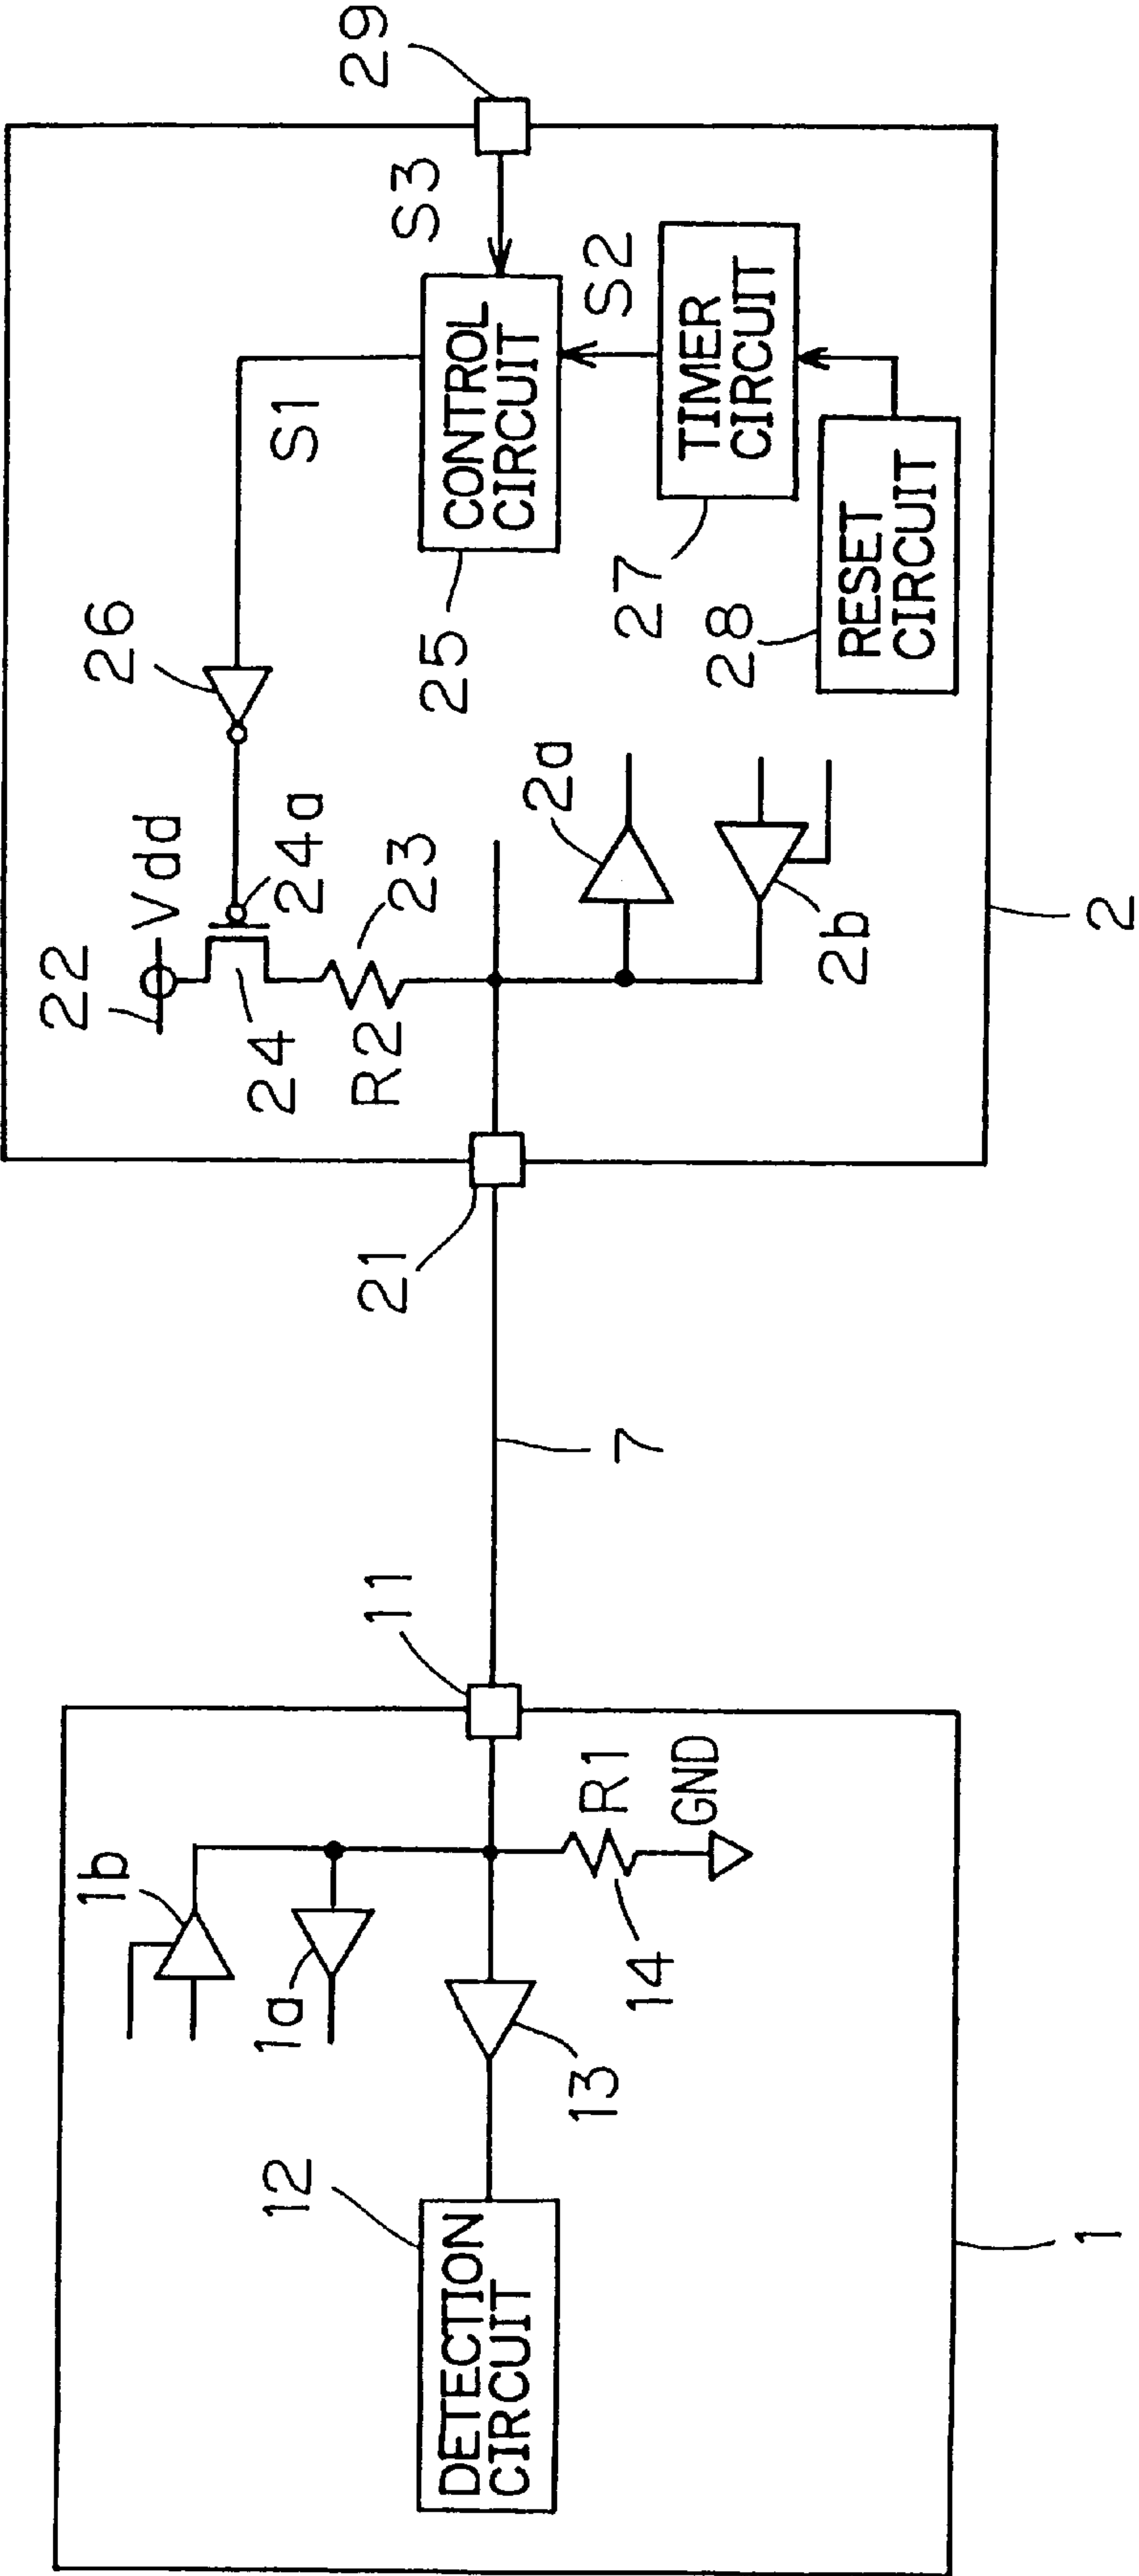 1b
1a
12
DETECTION
CIRCUIT
13
14
R1
GND
11
1
7
21
22
Vdd
24
24a
26
R2
23
S1
2a
2b
25
CONTROL
CIRCUIT
S3
29
S2
27
TIMER
CIRCUIT
28
RESET
CIRCUIT
2